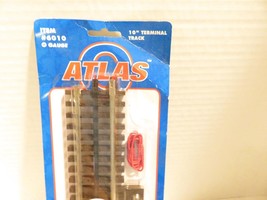 ITEM
#6010
O GAUGE
10" TERMINAL
TRACK
ATLAS